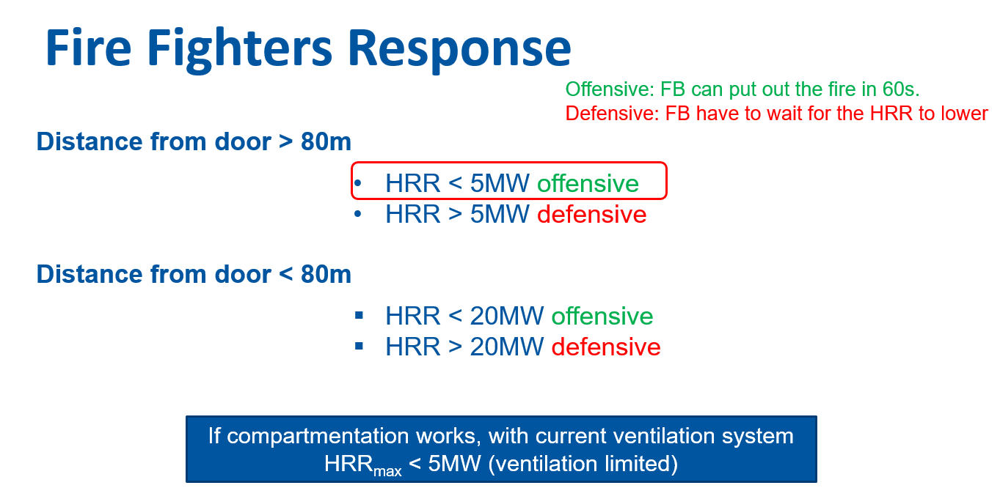 Fire Fighters Response
Offensive: FB can put out the fire in 60s.
Defensive: FB have to wait for the HRR to lower
Distance from door > 80m
• HRR < 5MW offensive
• HRR > 5MW defensive
Distance from door < 80m
▪ HRR < 20MW offensive
▪ HRR > 20MW defensive
If compartmentation works, with current ventilation system
HRRmax < 5MW (ventilation limited)